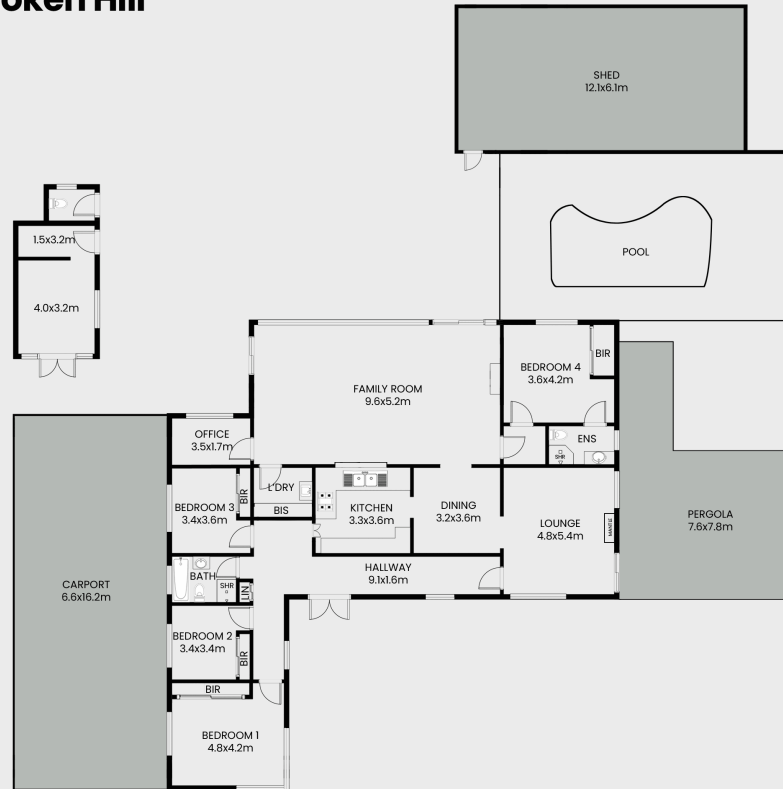 SHED
12.1x6.1m
1.5x3.2m
4.0x3.2m
POOL
BIR
BEDROOM 4
3.6x4.2m
FAMILY ROOM
9.6x5.2m
OFFICE
3.5x1.7m
ENS
SHR
L'DRY
BIS
BIR
BEDROOM 3
3.4x3.6m
KITCHEN
3.3x3.6m
DINING
3.2x3.6m
LOUNGE
4.8x5.4m
MANTLE
PERGOLA
7.6x7.8m
HALLWAY
9.1x1.6m
BATH
SHR
LIN
CARPORT
6.6x16.2m
BEDROOM 2
3.4x3.4m
BIR
BIR
BEDROOM 1
4.8x4.2m